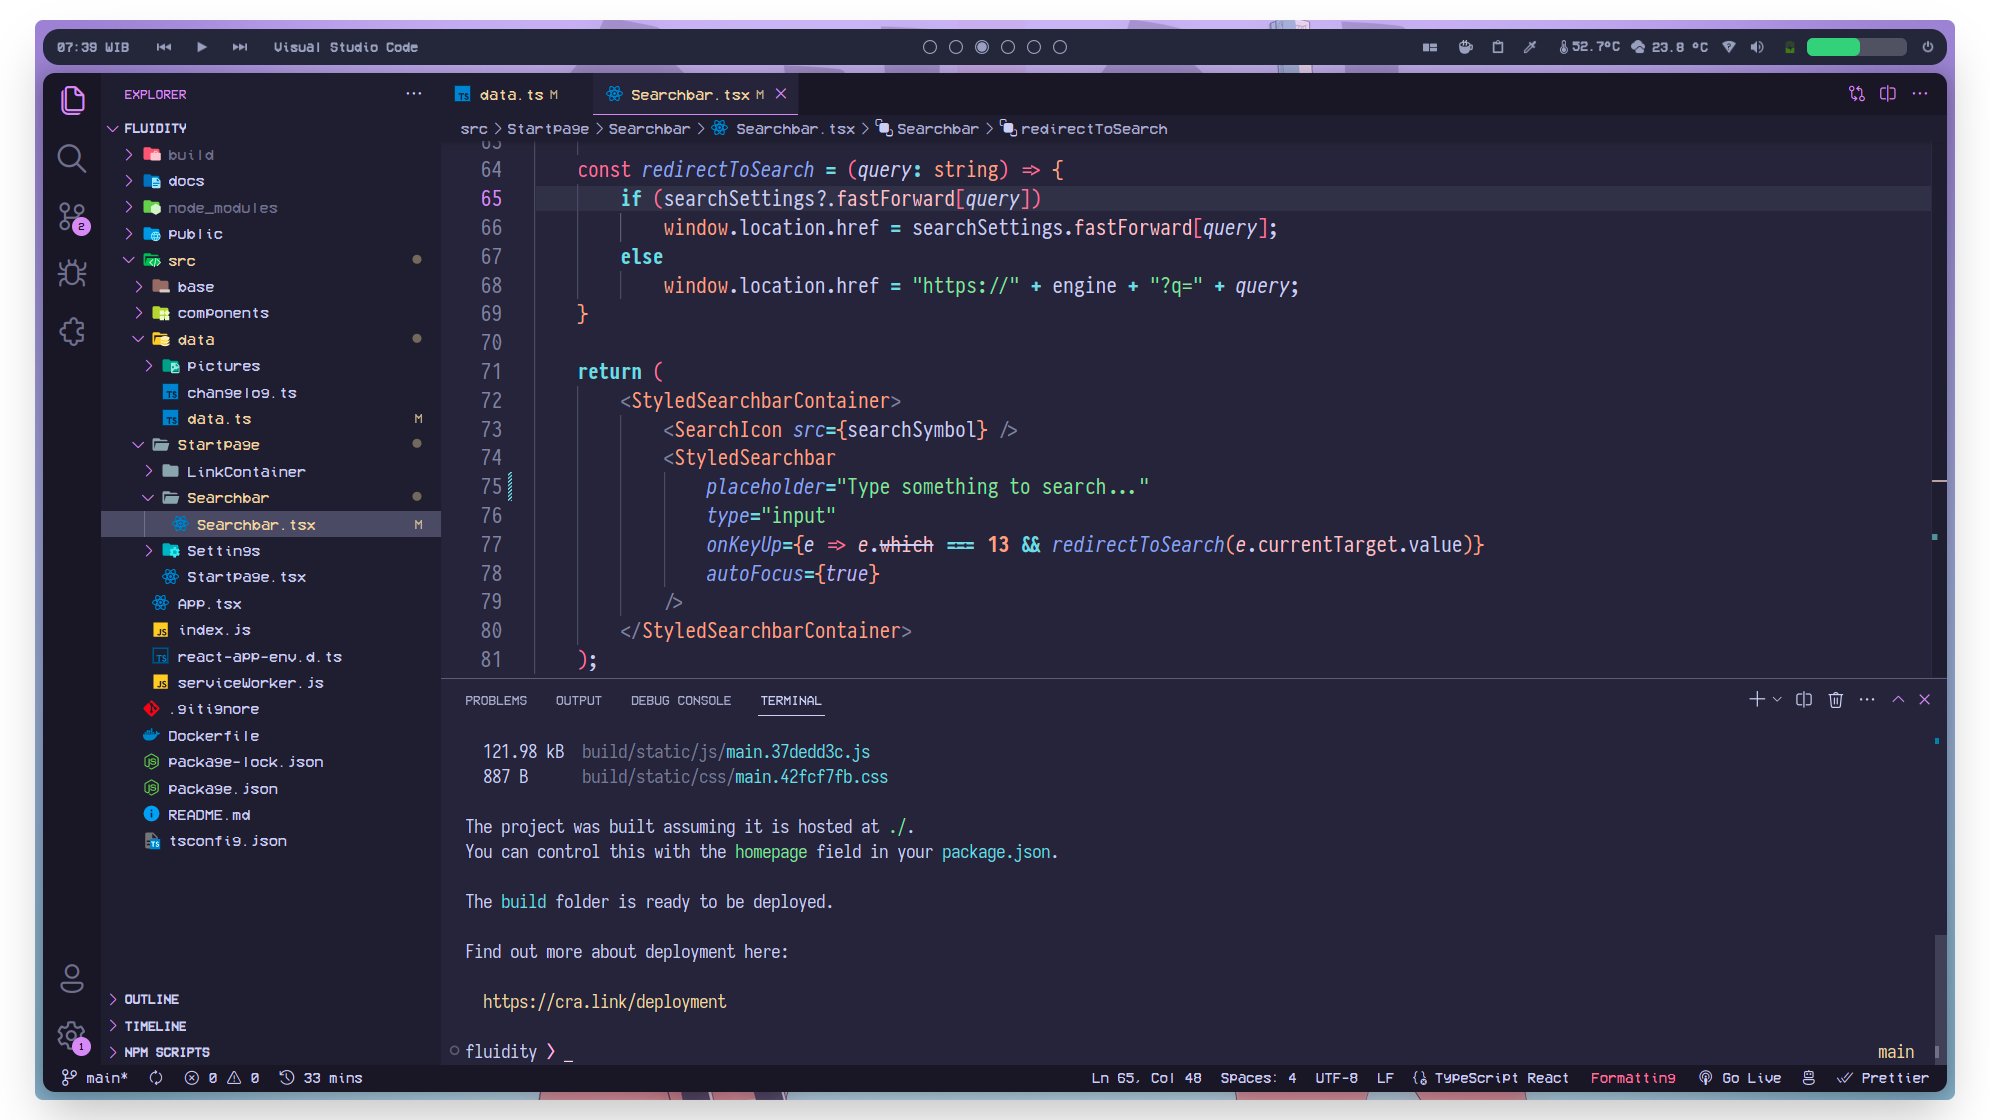 07:39 WIB Visual Studio Code 52.7°C 23.8 °C
EXPLORER
FLUIDITY
build
docs
node_modules
public
src
base
components
data
pictures
changelog.ts
data.ts M
Startpage
LinkContainer
Searchbar
Searchbar.tsx M
Settings
Startpage.tsx
App.tsx
index.js
react-app-env.d.ts
serviceWorker.js
.gitignore
Dockerfile
package-lock.json
package.json
README.md
tsconfig.json
OUTLINE
TIMELINE
NPM SCRIPTS
2
1
data.ts M Searchbar.tsx M
src > Startpage > Searchbar > Searchbar.tsx > Searchbar > redirectToSearch
63
64 const redirectToSearch = (query: string) => {
65 if (searchSettings?.fastForward[query])
66 window.location.href = searchSettings.fastForward[query];
67 else
68 window.location.href = "https://" + engine + "?q=" + query;
69 }
70
71 return (
72 <StyledSearchbarContainer>
73 <SearchIcon src={searchSymbol} />
74 <StyledSearchbar
75 placeholder="Type something to search..."
76 type="input"
77 onKeyUp={e => e.which === 13 && redirectToSearch(e.currentTarget.value)}
78 autoFocus={true}
79 />
80 </StyledSearchbarContainer>
81 );
PROBLEMS OUTPUT DEBUG CONSOLE TERMINAL
121.98 kB build/static/js/main.37dedd3c.js
887 B build/static/css/main.42fcf7fb.css
The project was built assuming it is hosted at ./.
You can control this with the homepage field in your package.json.
The build folder is ready to be deployed.
Find out more about deployment here:
https://cra.link/deployment
fluidity ❯ _ main
main* 0 0 33 mins Ln 65, Col 48 Spaces: 4 UTF-8 LF TypeScript React Formatting Go Live Prettier